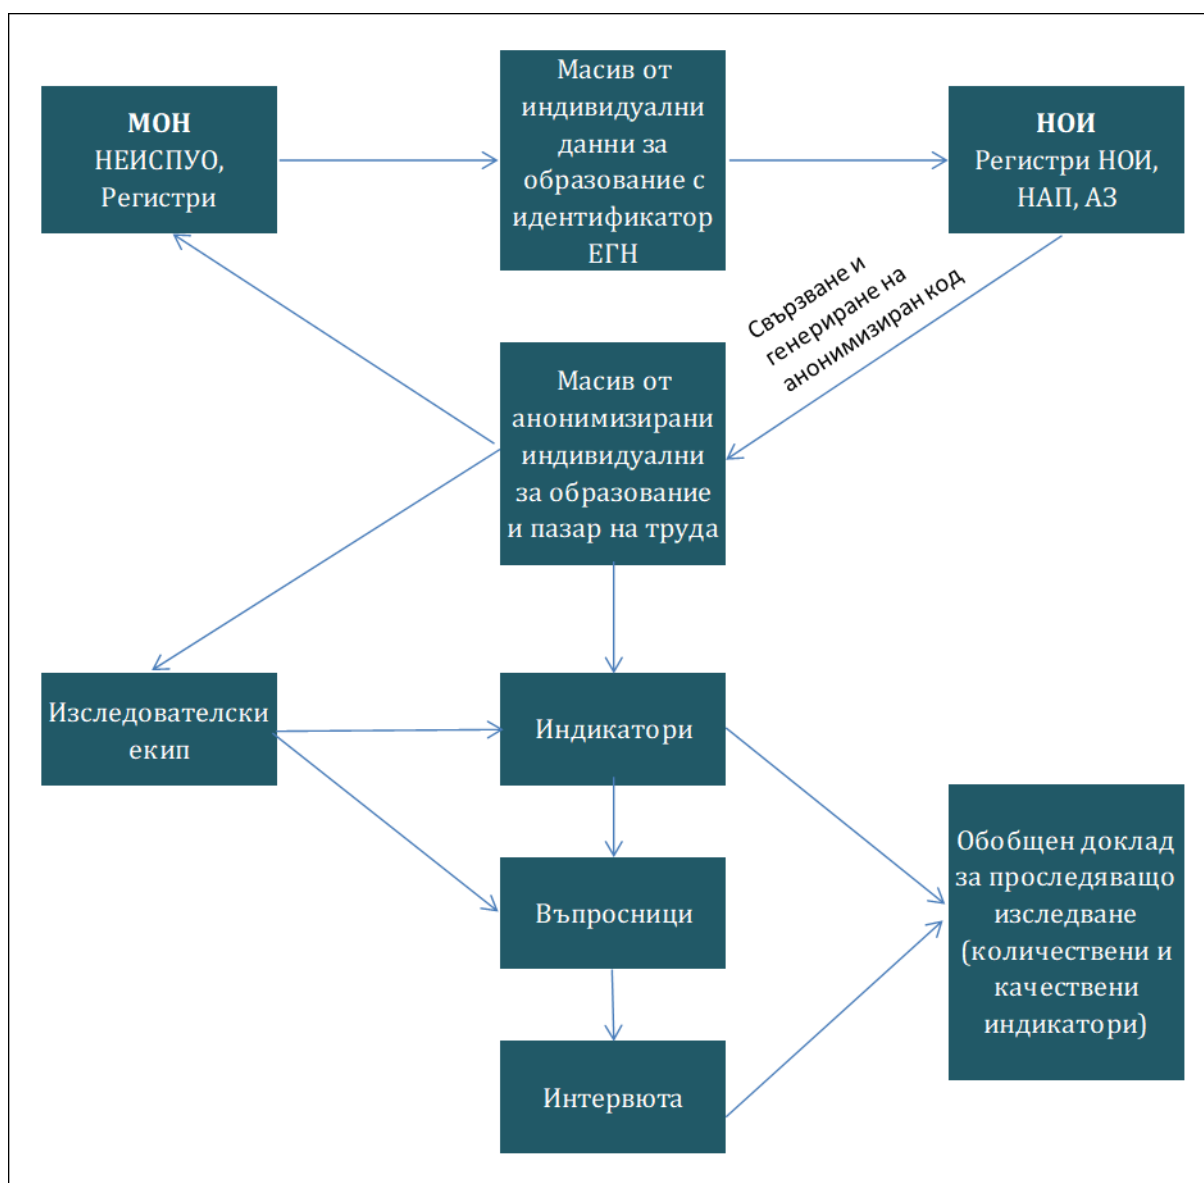 МОН
НЕИСПУО,
Регистри
Масив от
индивидуални
данни за
образование с
идентификатор
ЕГН
НОИ
Регистри НОИ,
НАП, АЗ
Свързване и
генериране на
анонимизиран код
Масив от
анонимизирани
индивидуални
за образование
и пазар на труда
Изследователски
екип
Индикатори
Въпросници
Обобщен доклад
за проследяващо
изследване
(количествени и
качествени
индикатори)
Интервюта